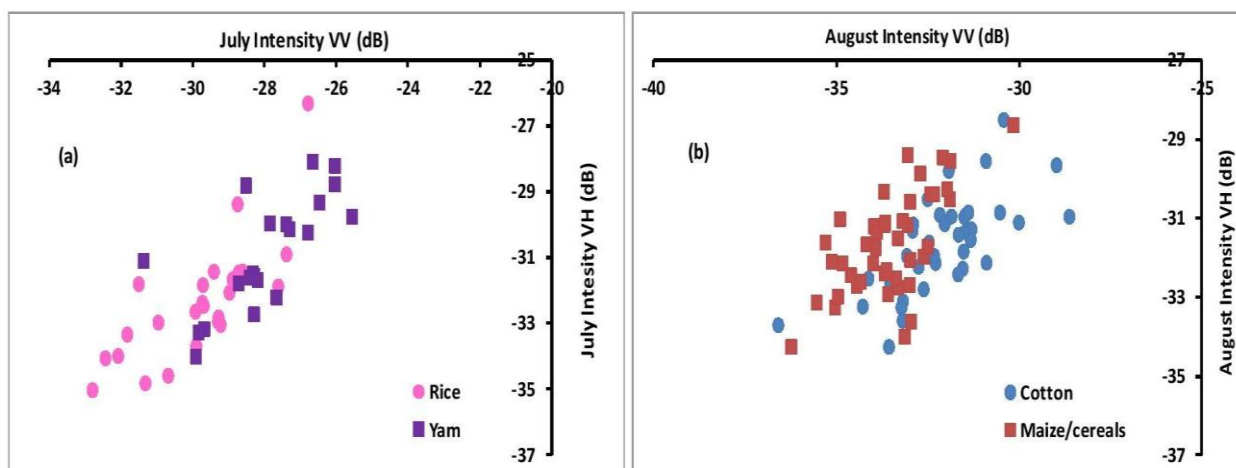 July Intensity VV (dB)
-34 -32 -30 -28 -26 -24 -22 -20
25
-27
-29
-31
-33
-35
-37
(a)
July Intesity VH (dB)
Rice
Yam
August Intensity VV (dB)
-40 -35 -30 -25
-27
-29
-31
-33
-35
-37
(b)
August Intensity VH (dB)
Cotton
Maize/cereals